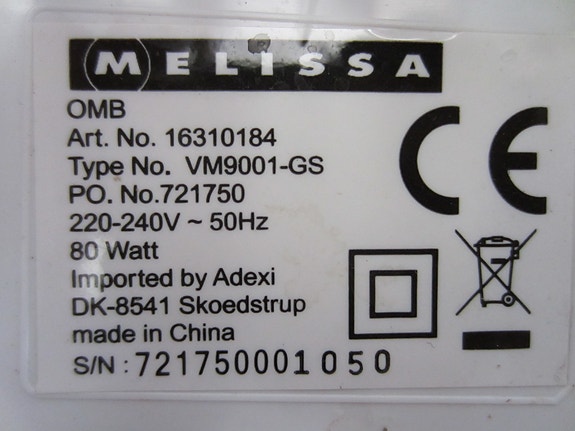 MELISSA
OMB
Art. No. 16310184
Type No. VM9001-GS
PO. No.721750
220-240V ~ 50Hz
80 Watt
Imported by Adexi
DK-8541 Skoedstrup
made in China
S/N : 721750001050
CE